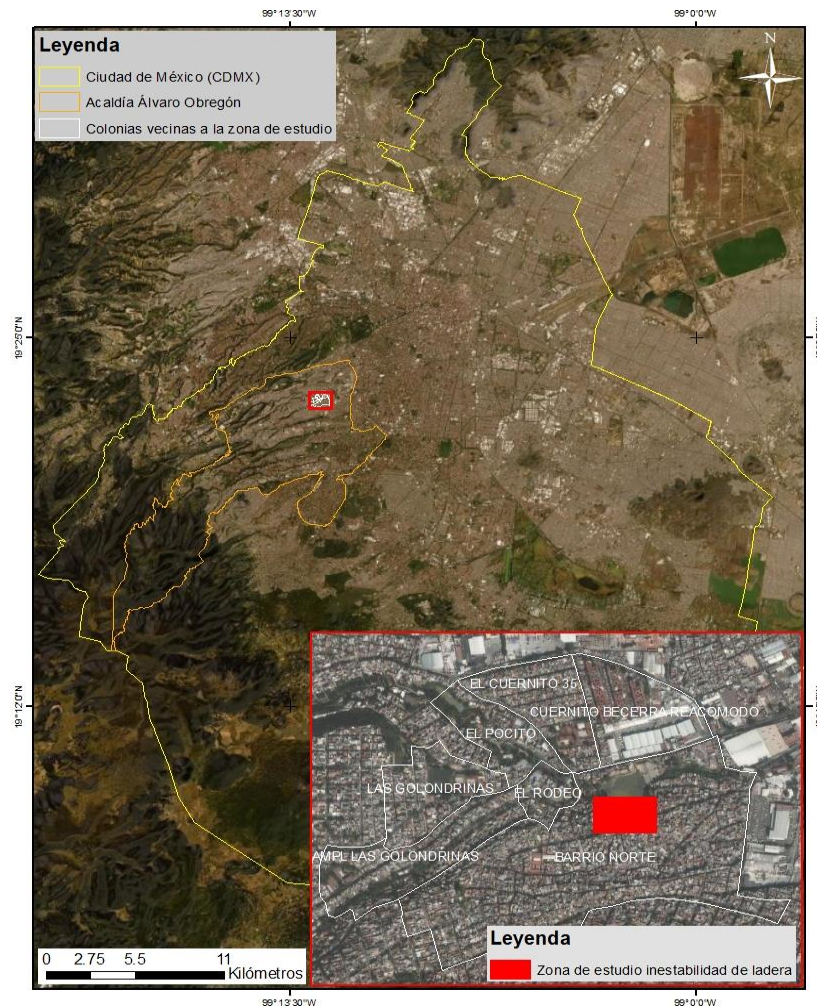 99°13'30"W
99°0'0"W
Leyenda
Ciudad de México (CDMX)
Acaldía Álvaro Obregón
Colonias vecinas a la zona de estudio
N
19°25'0"N
19°12'0"N
EL CUERNITO 35
CUERNITO BECERRA REACOMODO
EL POCITO
LAS GOLONDRINAS
EL RODEO
AMPL LAS GOLONDRINAS
BARRIO NORTE
Leyenda
Zona de estudio inestabilidad de ladera
0 2.75 5.5 11
Kilómetros
99°13'30"W
99°0'0"W